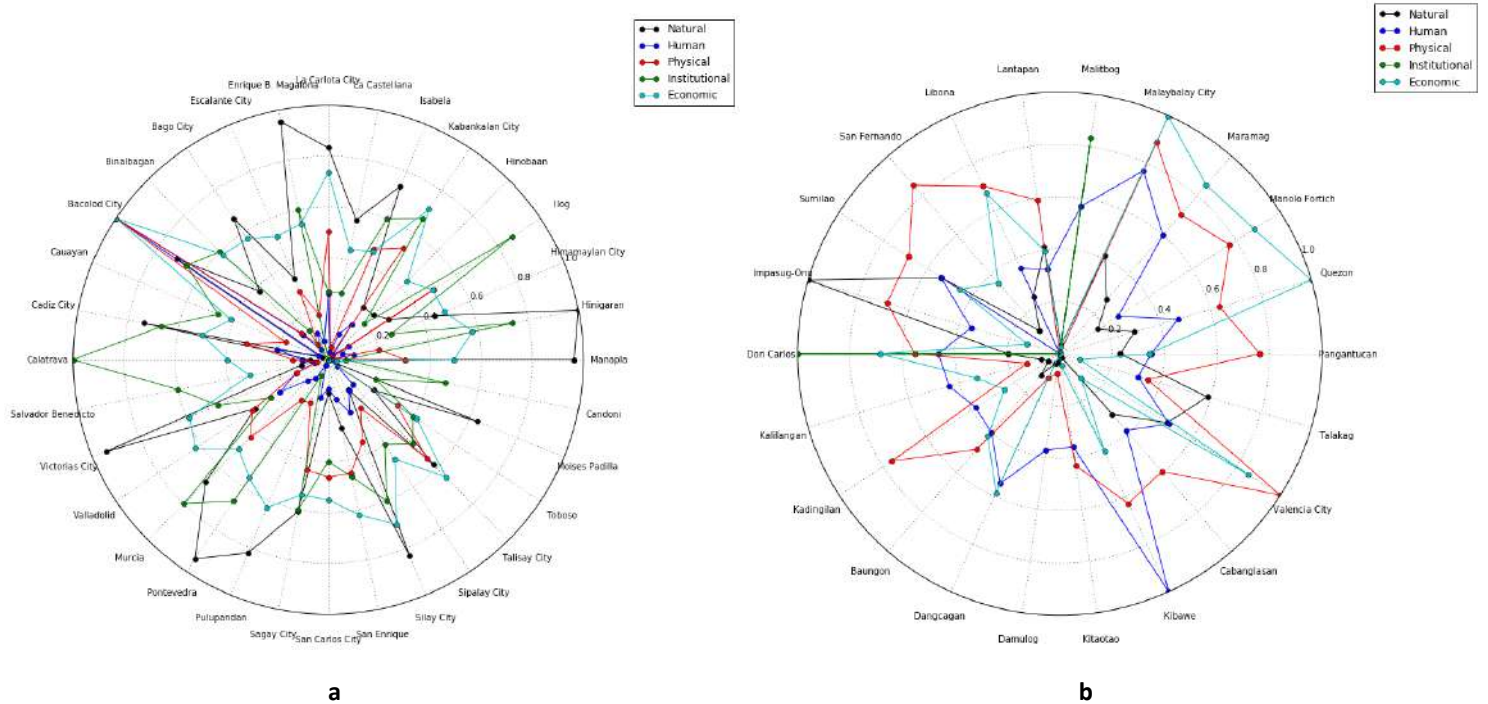 Natural
Human
Physical
Institutional
Economic
La Carlota City
Enrique B. Magalona
La Castellana
Escalante City
Isabela
Bago City
Kabankalan City
Binalbagan
Hinobaan
Bacolod City
Ilog
Cauayan
Himamaylan City
Cadiz City
Hinigaran
Calatrava
Manapla
Salvador Benedicto
Candoni
Victorias City
Moises Padilla
Valladolid
Toboso
Murcia
Talisay City
Pontevedra
Sipalay City
Pulupandan
Silay City
Sagay City
San Carlos City
San Enrique
0.2
0.4
0.6
0.8
1.0
a
Natural
Human
Physical
Institutional
Economic
Lantapan
Malitbog
Libona
Malaybalay City
San Fernando
Maramag
Sumilao
Manolo Fortich
Impasug-Ong
Quezon
Don Carlos
Pangantucan
Kalilangan
Talakag
Kadingilan
Valencia City
Baungon
Cabanglasan
Dangcagan
Kibawe
Damulog
Kitaotao
0.2
0.4
0.6
0.8
1.0
b